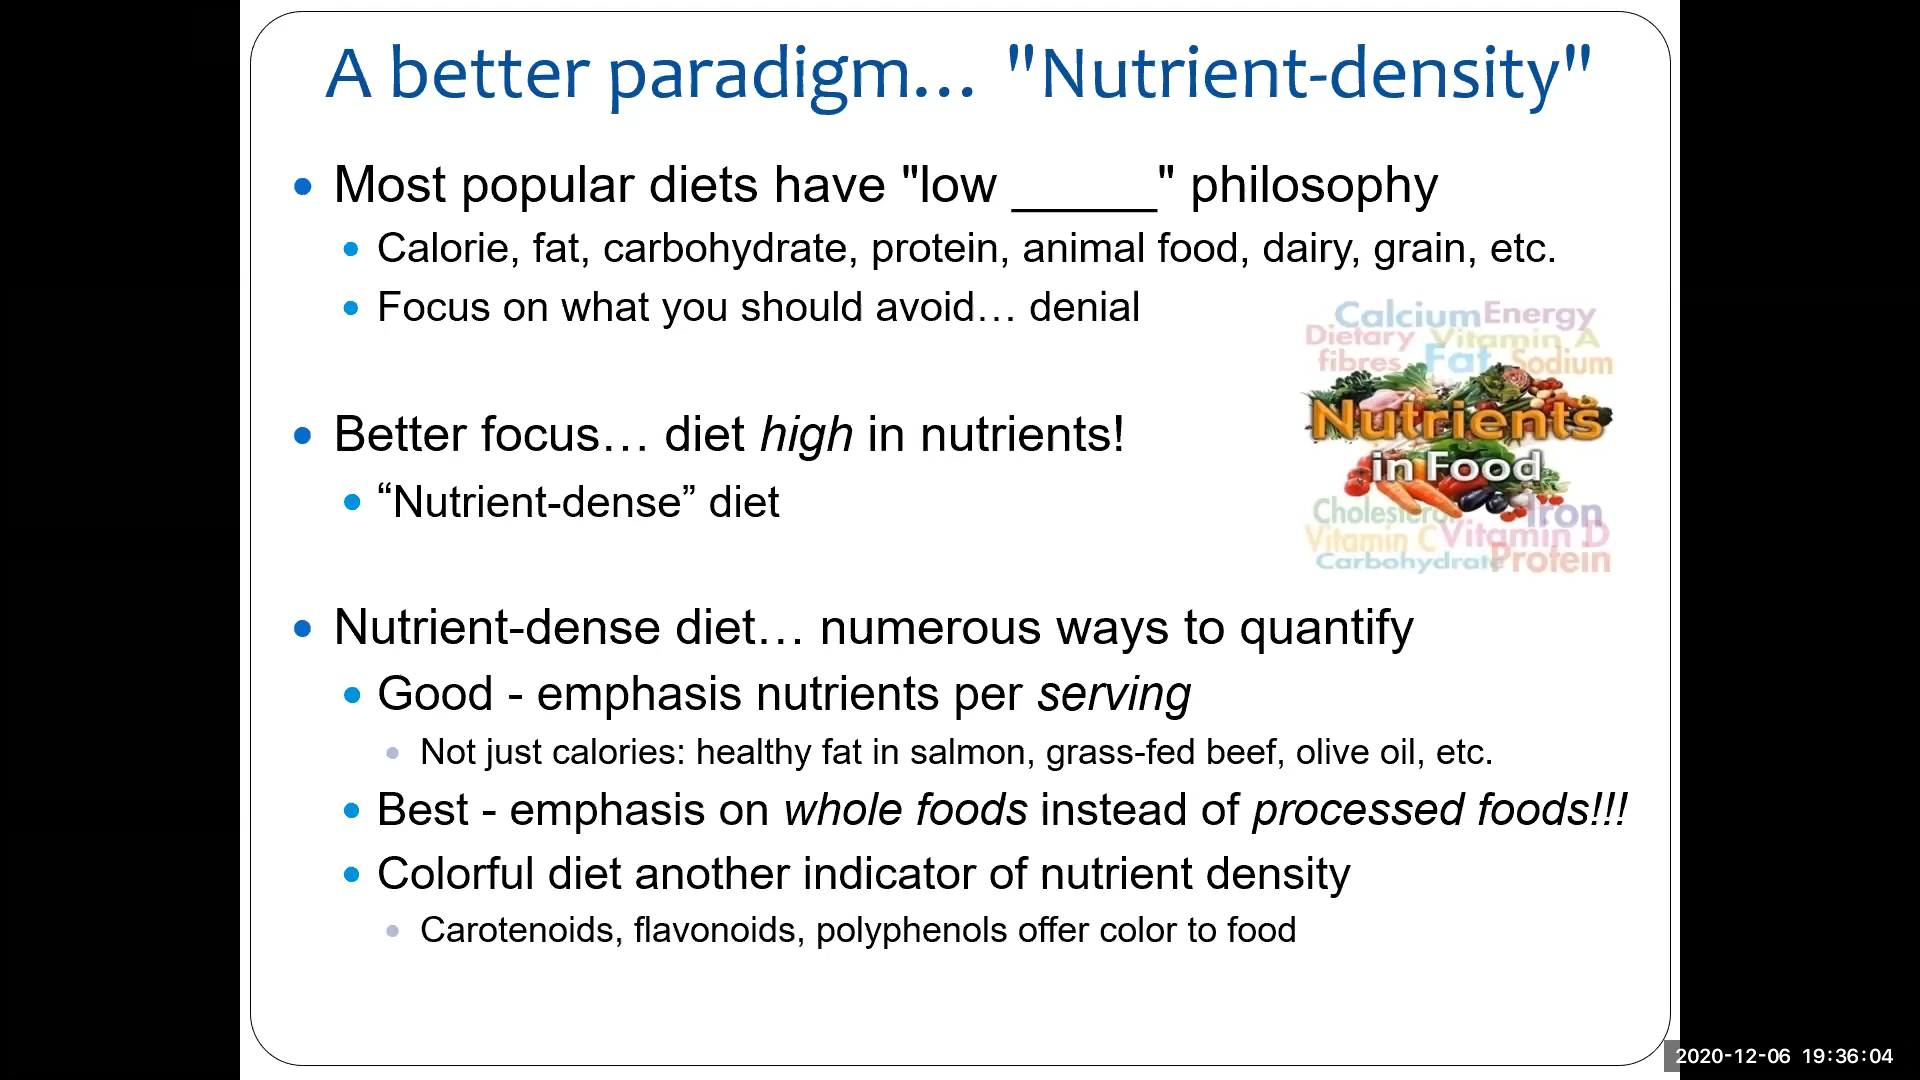 A better paradigm... "Nutrient-density"
• Most popular diets have "low _____" philosophy
• Calorie, fat, carbohydrate, protein, animal food, dairy, grain, etc.
• Focus on what you should avoid… denial
Calcium Energy
Dietary Vitamin A
fibres Fat Sodium
Nutrients
in Food
Cholesterol Iron
Vitamin C Vitamin D
Carbohydrate Protein
• Better focus… diet high in nutrients!
• “Nutrient-dense” diet
• Nutrient-dense diet… numerous ways to quantify
• Good - emphasis nutrients per serving
• Not just calories: healthy fat in salmon, grass-fed beef, olive oil, etc.
• Best - emphasis on whole foods instead of processed foods!!!
• Colorful diet another indicator of nutrient density
• Carotenoids, flavonoids, polyphenols offer color to food
2020-12-06 19:36:04